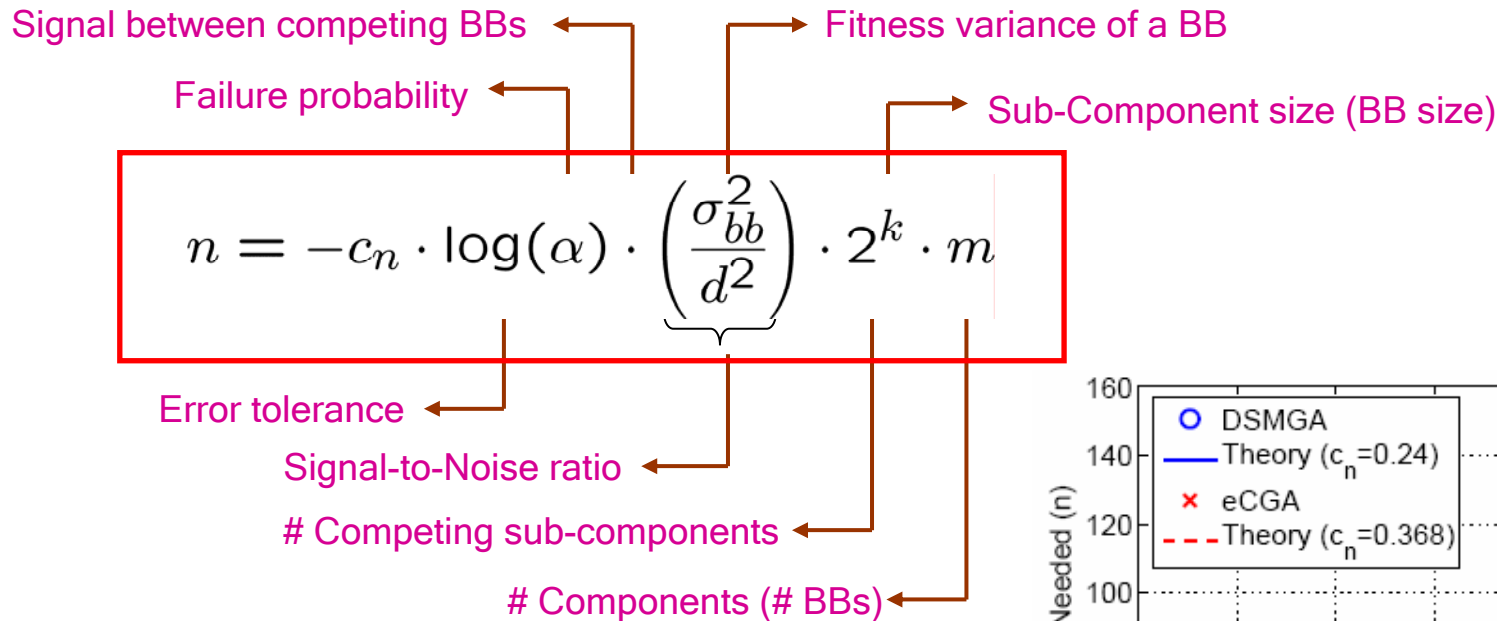 Signal between competing BBs
Fitness variance of a BB
Failure probability
Sub-Component size (BB size)
n = −c_n · log(α) · (σ²_bb / d²) · 2^k · m
Error tolerance
Signal-to-Noise ratio
# Competing sub-components
# Components (# BBs)
160
140
120
100
Needed (n)
DSMGA
Theory (c_n=0.24)
eCGA
Theory (c_n=0.368)